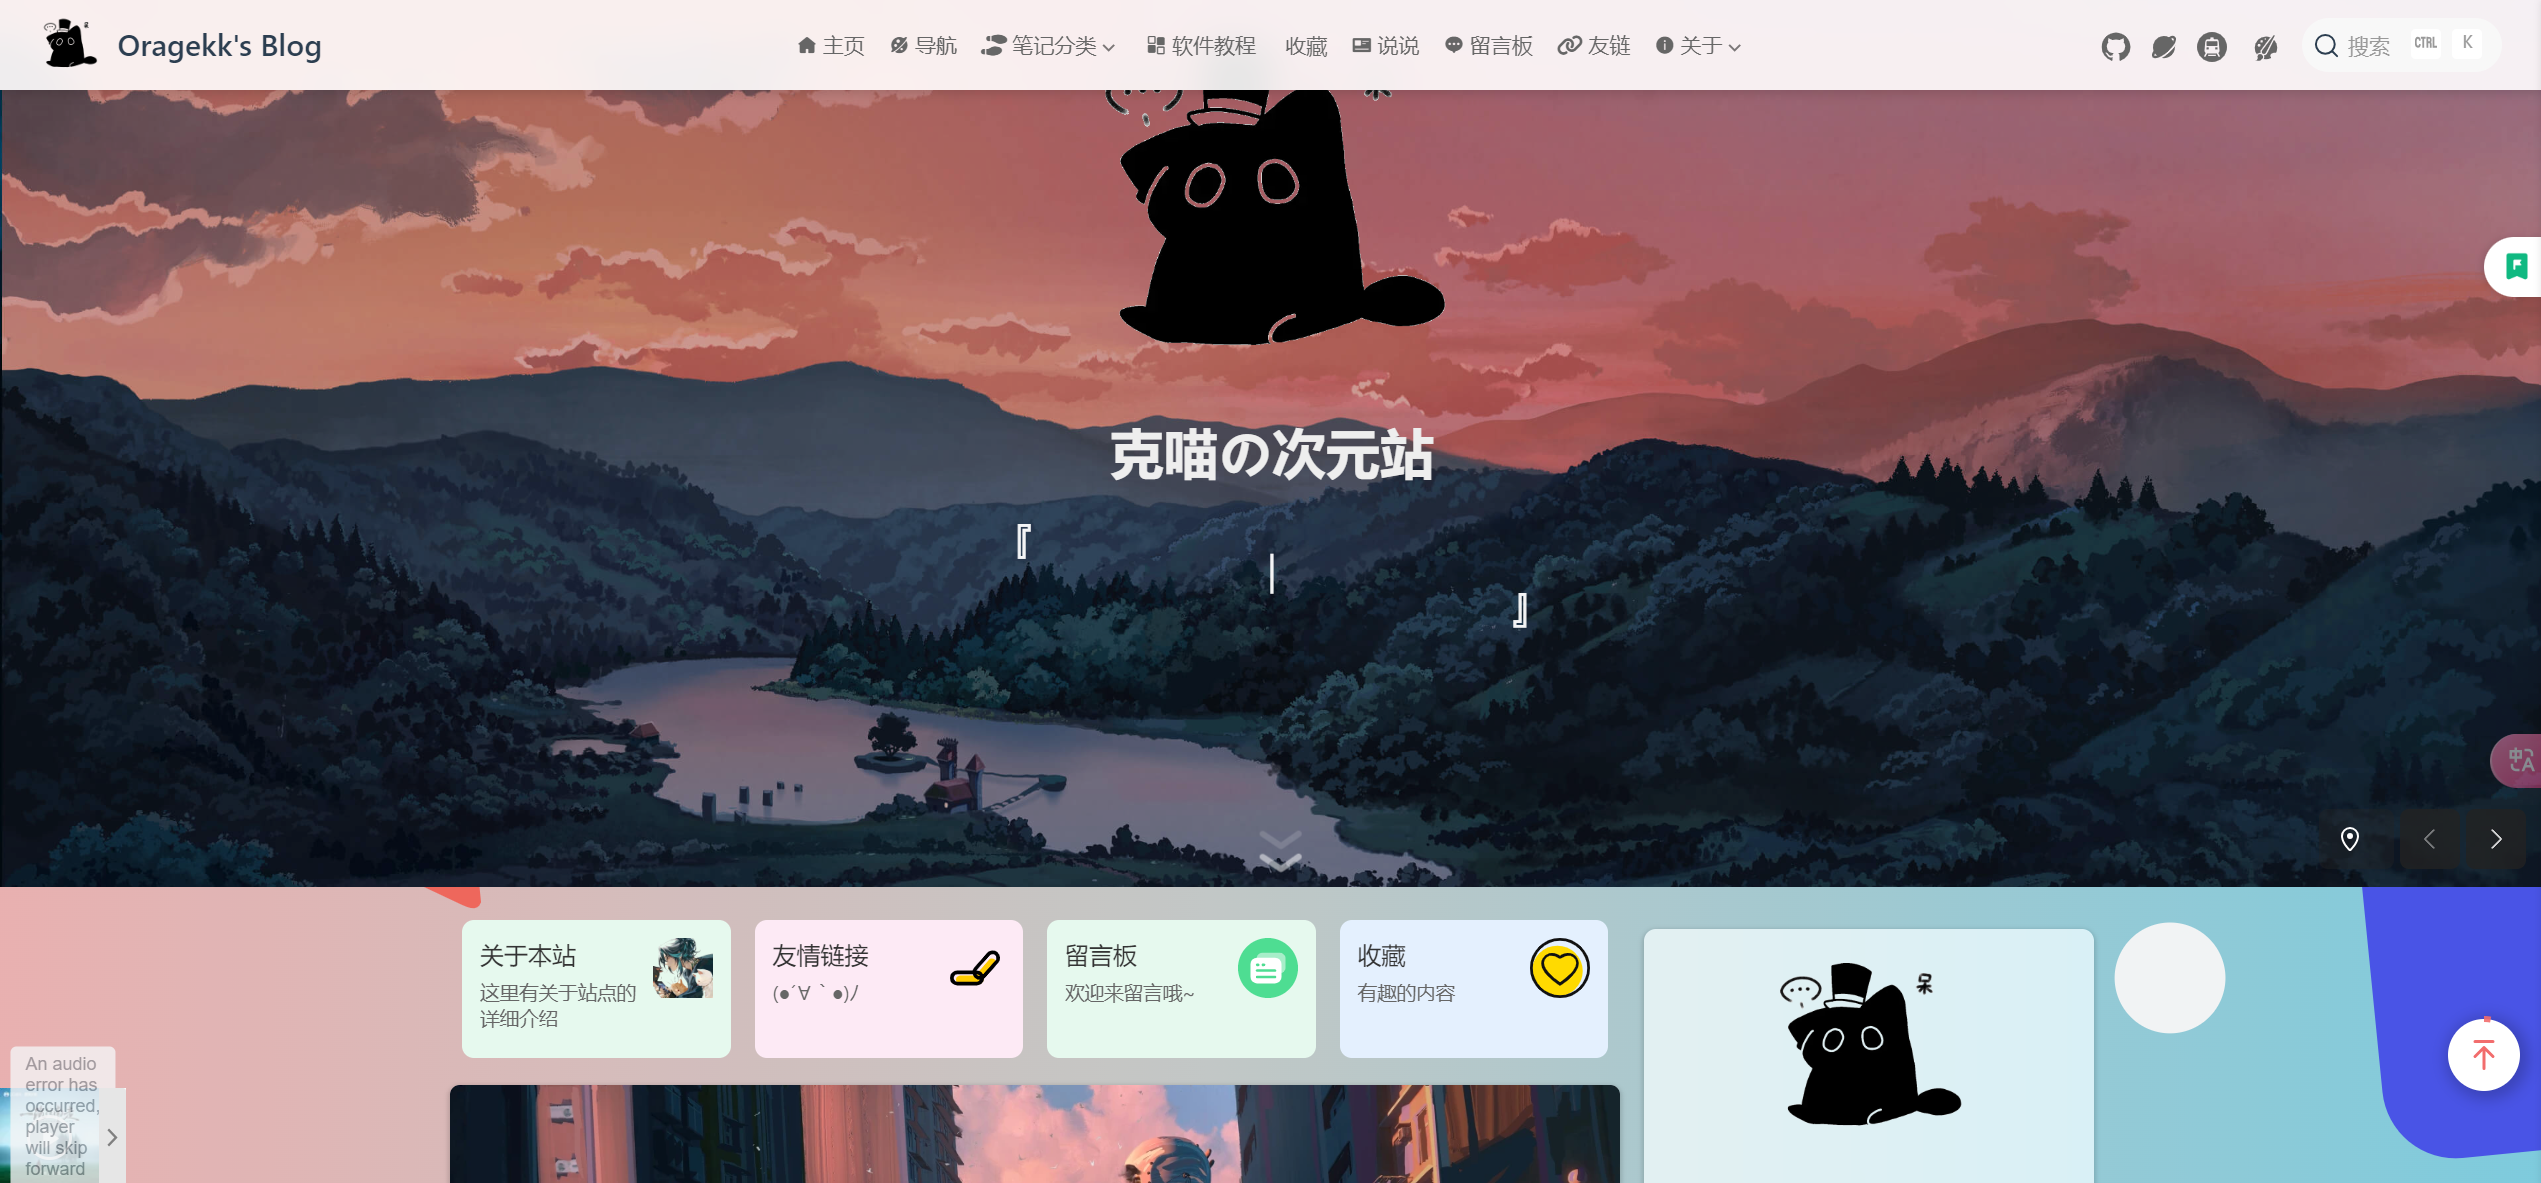 Oragekk's Blog
主页
导航
笔记分类
软件教程
收藏
说说
留言板
友链
关于
搜索
CTRL
K
克喵の次元站
『
|
』
中A
关于本站
这里有关于站点的
详细介绍
友情链接
(●´∀｀●)ﾉ
留言板
欢迎来留言哦~
收藏
有趣的内容
呆
An audio
error has
occurred,
player
will skip
forward